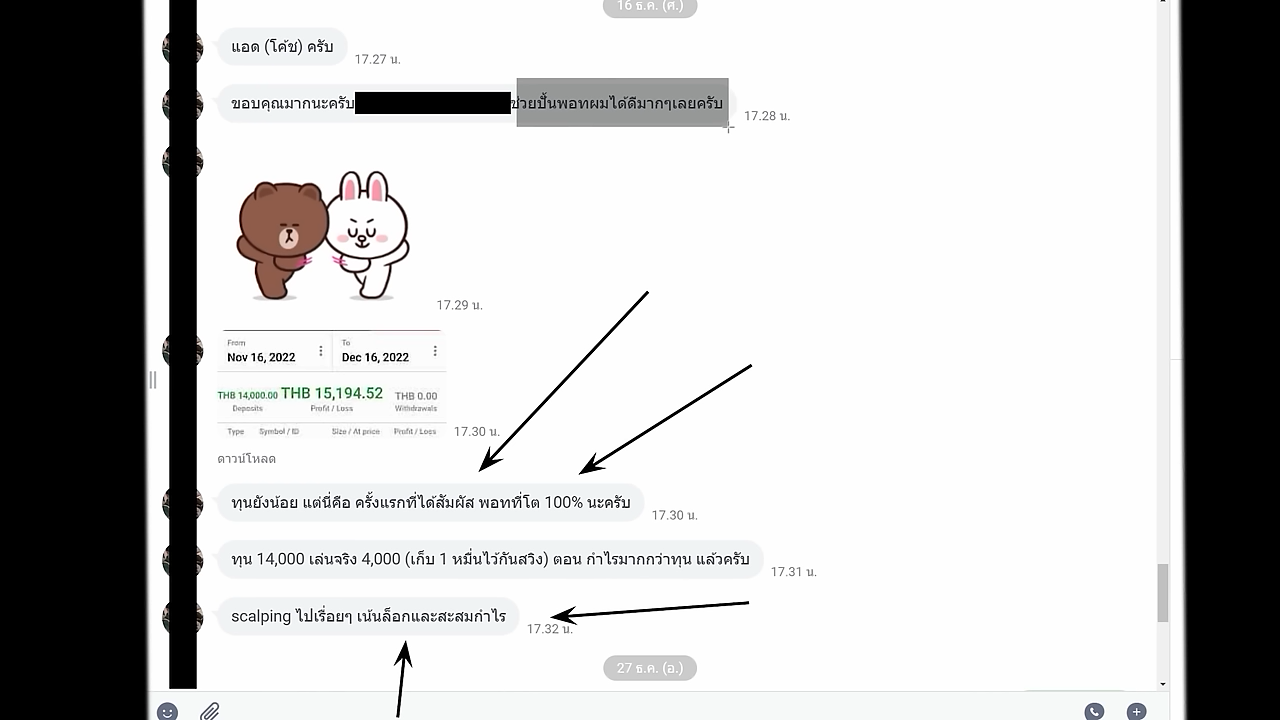 16 ธ.ค. (ศ.)
แอด (โค้ช) ครับ
17.27 น.
ขอบคุณมากนะครับ ช่วยปั้นพอทผมได้ดีมากๆเลยครับ
17.28 น.
17.29 น.
From To
Nov 16, 2022 Dec 16, 2022
THB 14,000.00 THB 15,194.52 THB 0.00
Deposits Profit / Loss Withdrawals
Type Symbol / ID Size / At price Profit / Loss
17.30 น.
ดาวน์โหลด
ทุนยังน้อย แต่นี่คือ ครั้งแรกที่ได้สัมผัส พอทที่โต 100% นะครับ
17.30 น.
ทุน 14,000 เล่นจริง 4,000 (เก็บ 1 หมื่นไว้กันสวิง) ตอน กำไรมากกว่าทุน แล้วครับ
17.31 น.
scalping ไปเรื่อยๆ เน้นล็อกและสะสมกำไร
17.32 น.
27 ธ.ค. (อ.)